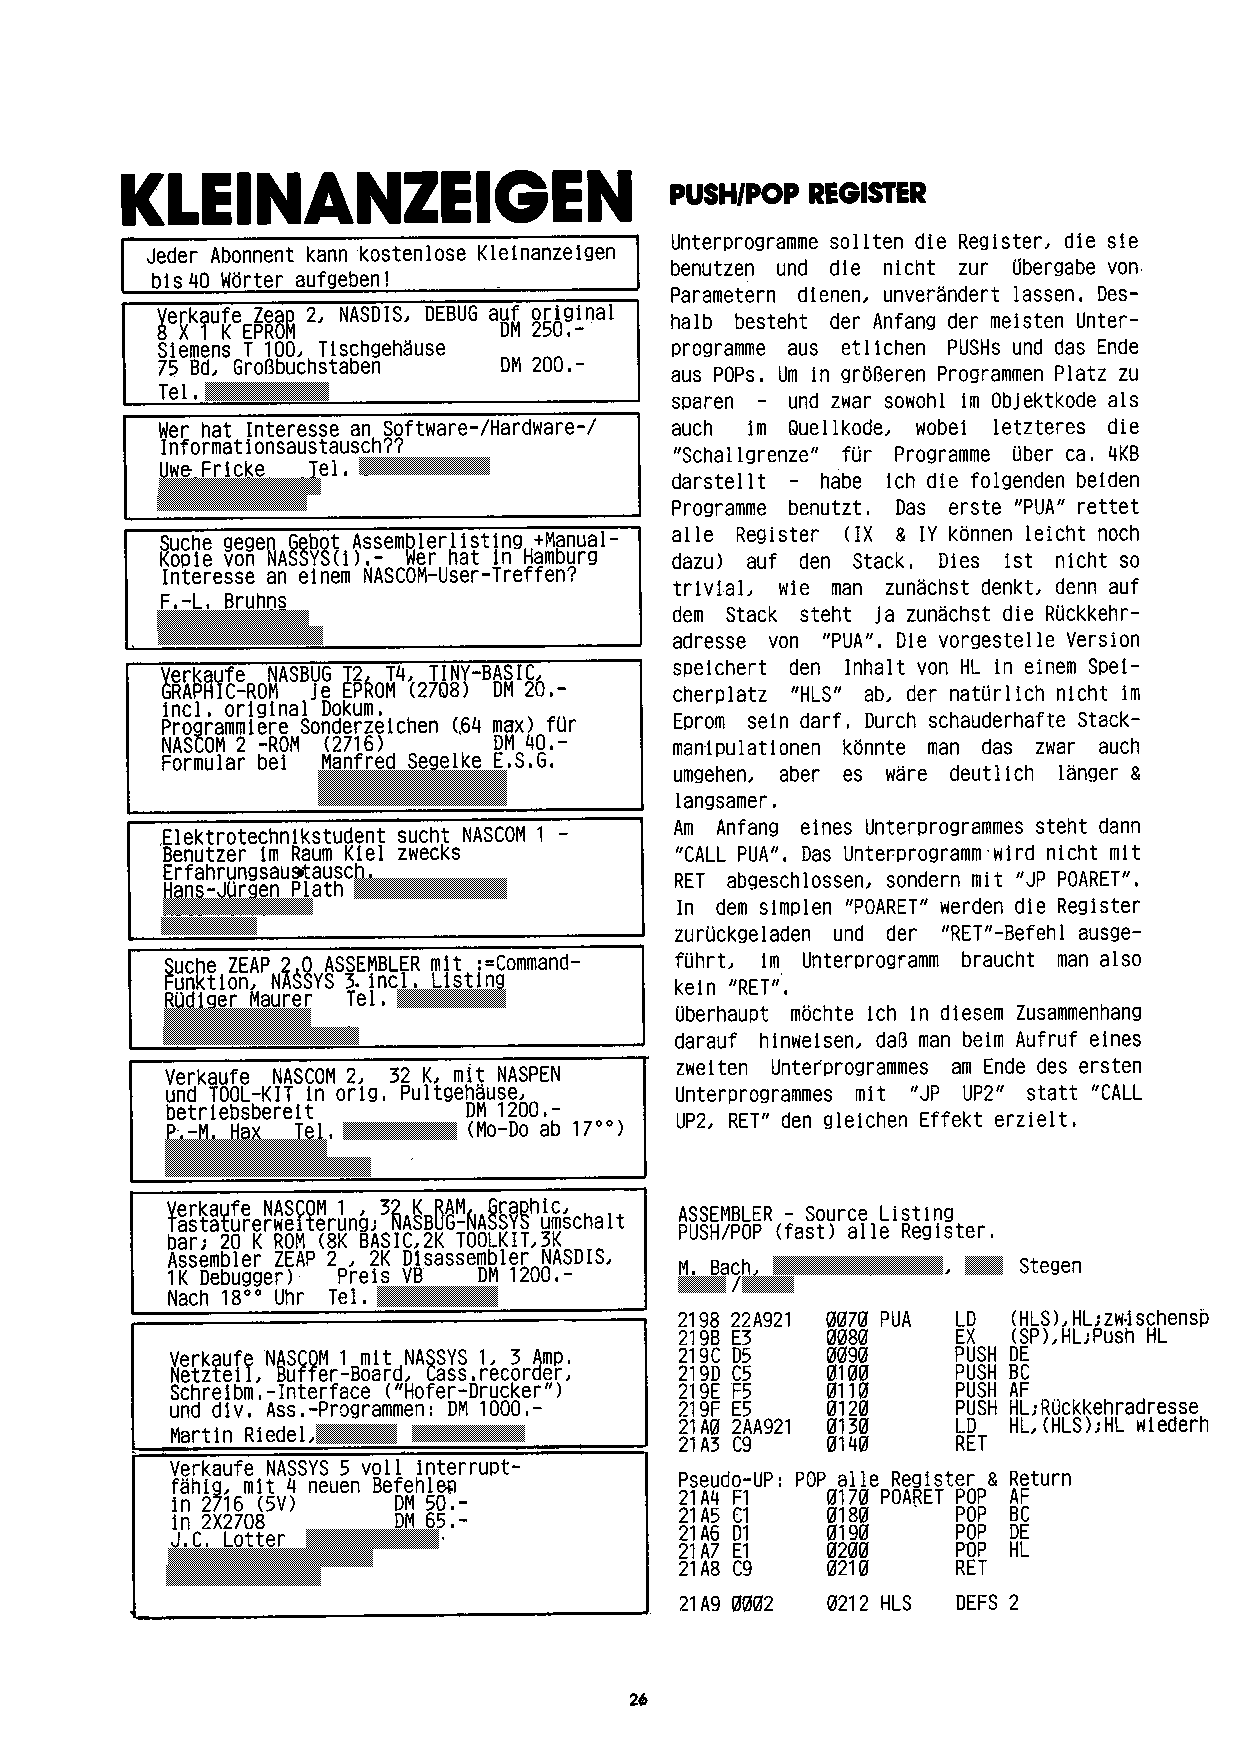 KLEINANZEIGEN
Jeder Abonnent kann kostenlose Kleinanzeigen
bis 40 Wörter aufgeben!
Verkaufe Zeap 2, NASDIS, DEBUG auf original
8 X 1 K EPROM DM 250.-
Siemens T 100, Tischgehäuse
75 Bd, Großbuchstaben DM 200.-
Tel.
Wer hat Interesse an Software-/Hardware-/
Informationsaustausch??
Uwe Fricke Tel.
Suche gegen Gebot Assemblerlisting +Manual-
Kopie von NASSYS(1).- Wer hat in Hamburg
Interesse an einem NASCOM-User-Treffen?
F.-L. Bruhns
Verkaufe NASBUG T2, T4, TINY-BASIC,
GRAPHIC-ROM je EPROM (2708) DM 20.-
incl. original Dokum.
Programmiere Sonderzeichen (64 max) für
NASCOM 2 -ROM (2716) DM 40.-
Formular bei Manfred Segelke E.S.G.
Elektrotechnikstudent sucht NASCOM 1 -
Benutzer im Raum Kiel zwecks
Erfahrungsaustausch.
Hans-Jürgen Plath
Suche ZEAP 2.0 ASSEMBLER mit :=Command-
Funktion, NASSYS 3. incl. Listing
Rüdiger Maurer Tel.
Verkaufe NASCOM 2, 32 K, mit NASPEN
und TOOL-KIT in orig. Pultgehäuse,
betriebsbereit DM 1200.-
P.-M. Hax Tel. (Mo-Do ab 17°°)
Verkaufe NASCOM 1 , 32 K RAM, Graphic,
Tastaturerweiterung; NASBUG-NASSYS umschalt
bar; 20 K ROM (8K BASIC,2K TOOLKIT,3K
Assembler ZEAP 2 , 2K Disassembler NASDIS,
1K Debugger) Preis VB DM 1200.-
Nach 18°° Uhr Tel.
Verkaufe NASCOM 1 mit NASSYS 1, 3 Amp.
Netzteil, Buffer-Board, Cass.recorder,
Schreibm.-Interface ("Hofer-Drucker")
und div. Ass.-Programmen: DM 1000.-
Martin Riedel,
Verkaufe NASSYS 5 voll interrupt-
fähig, mit 4 neuen Befehlen
in 2716 (5V) DM 50.-
in 2X2708 DM 65.-
J.C. Lotter
PUSH/POP REGISTER
Unterprogramme sollten die Register, die sie
benutzen und die nicht zur Übergabe von
Parametern dienen, unverändert lassen. Des-
halb besteht der Anfang der meisten Unter-
programme aus etlichen PUSHs und das Ende
aus POPs. Um in größeren Programmen Platz zu
sparen - und zwar sowohl im Objektkode als
auch im Quellkode, wobei letzteres die
"Schallgrenze" für Programme über ca. 4KB
darstellt - habe ich die folgenden beiden
Programme benutzt. Das erste "PUA" rettet
alle Register (IX & IY können leicht noch
dazu) auf den Stack. Dies ist nicht so
trivial, wie man zunächst denkt, denn auf
dem Stack steht ja zunächst die Rückkehr-
adresse von "PUA". Die vorgestelle Version
speichert den Inhalt von HL in einem Spei-
cherplatz "HLS" ab, der natürlich nicht im
Eprom sein darf. Durch schauderhafte Stack-
manipulationen könnte man das zwar auch
umgehen, aber es wäre deutlich länger &
langsamer.
Am Anfang eines Unterprogrammes steht dann
"CALL PUA". Das Unterprogramm wird nicht mit
RET abgeschlossen, sondern mit "JP POARET".
In dem simplen "POARET" werden die Register
zurückgeladen und der "RET"-Befehl ausge-
führt, im Unterprogramm braucht man also
kein "RET".
Überhaupt möchte ich in diesem Zusammenhang
darauf hinweisen, daß man beim Aufruf eines
zweiten Unterprogrammes am Ende des ersten
Unterprogrammes mit "JP UP2" statt "CALL
UP2, RET" den gleichen Effekt erzielt.
ASSEMBLER - Source Listing
PUSH/POP (fast) alle Register.
M. Bach, , Stegen
/
2198 22A921 0070 PUA LD (HLS),HL;zwischensp
219B E3 0080 EX (SP),HL;Push HL
219C D5 0090 PUSH DE
219D C5 0100 PUSH BC
219E F5 0110 PUSH AF
219F E5 0120 PUSH HL;Rückkehradresse
21A0 2AA921 0130 LD HL,(HLS);HL wiederh
21A3 C9 0140 RET
Pseudo-UP: POP alle Register & Return
21A4 F1 0170 POARET POP AF
21A5 C1 0180 POP BC
21A6 D1 0190 POP DE
21A7 E1 0200 POP HL
21A8 C9 0210 RET
21A9 0002 0212 HLS DEFS 2
26